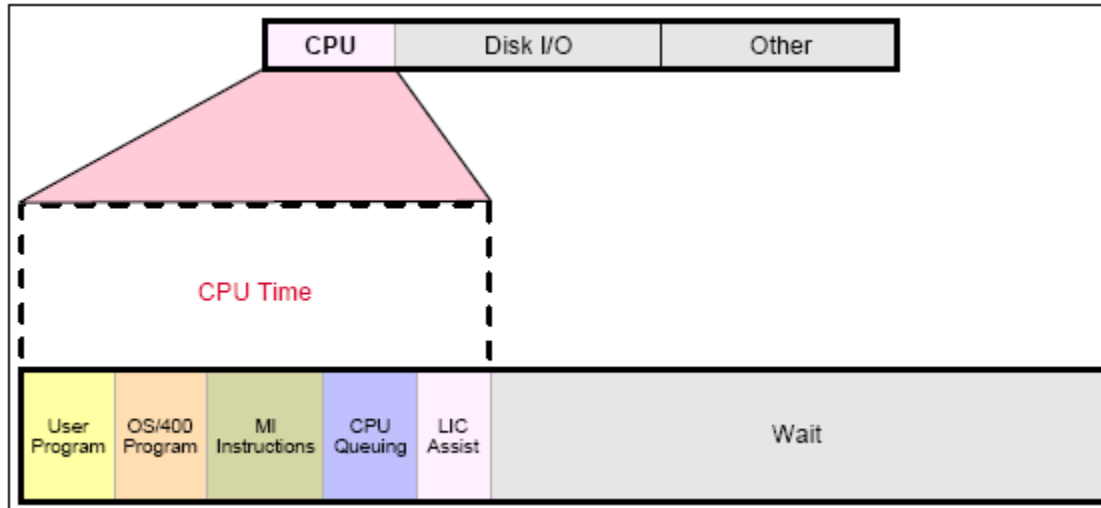 CPU Disk I/O Other
CPU Time
User Program OS/400 Program MI Instructions CPU Queuing LIC Assist Wait